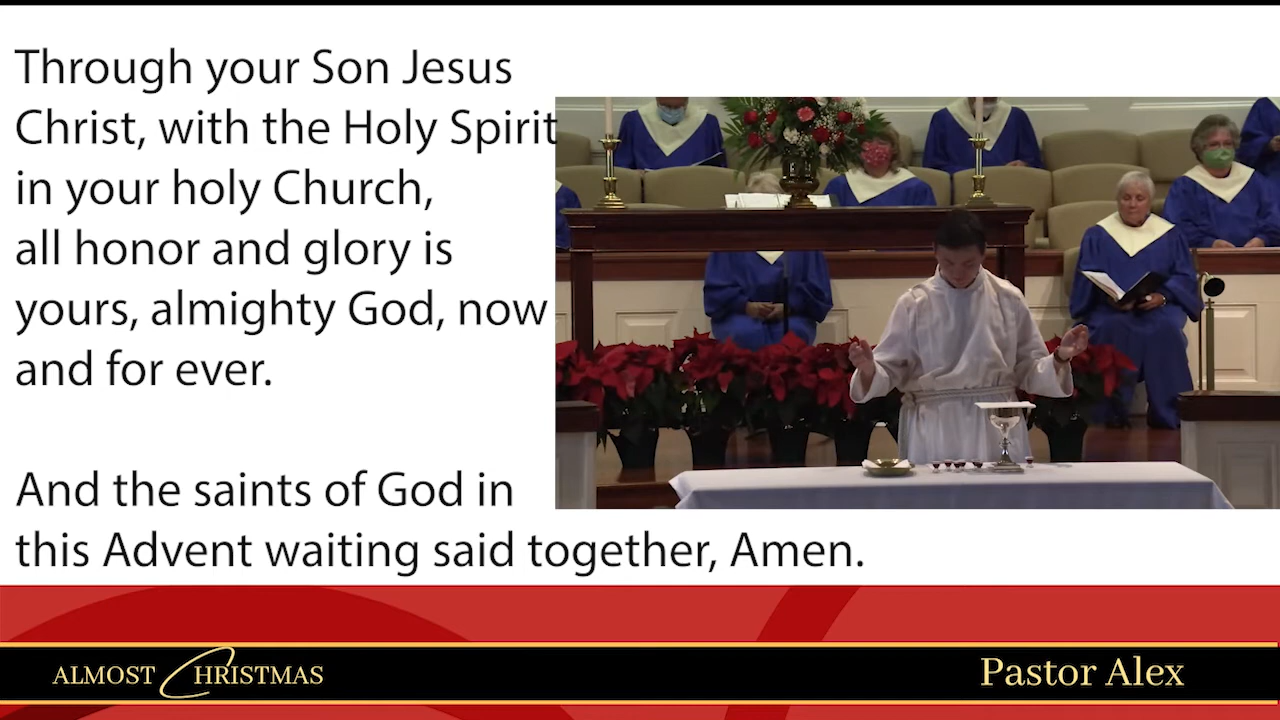 Through your Son Jesus
Christ, with the Holy Spirit
in your holy Church,
all honor and glory is
yours, almighty God, now
and for ever.
And the saints of God in
this Advent waiting said together, Amen.
ALMOST CHRISTMAS
Pastor Alex